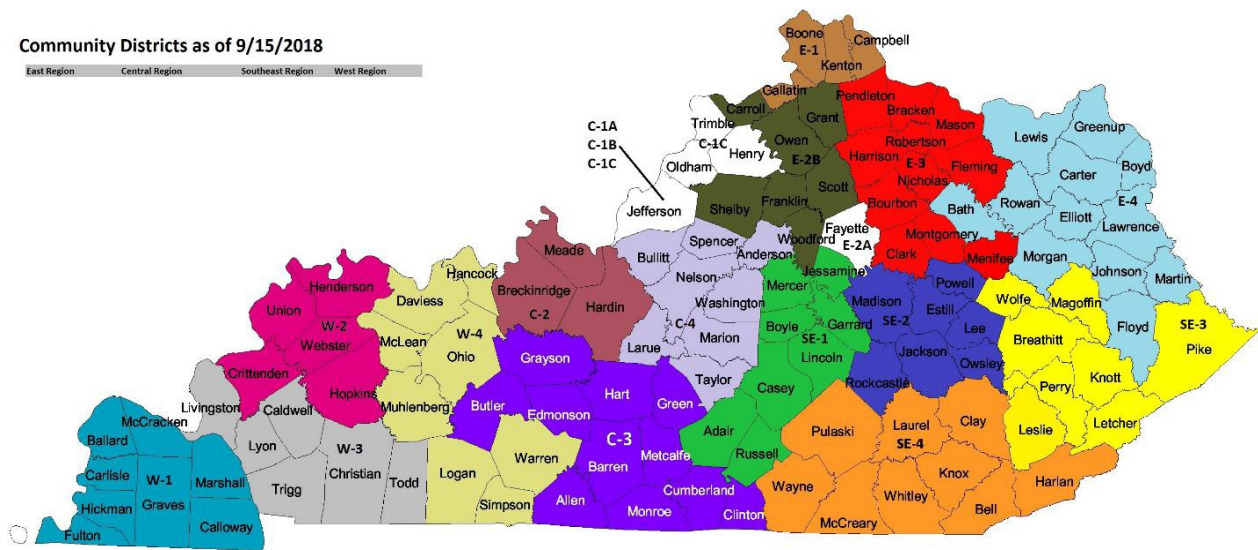 Community Districts as of 9/15/2018
East Region Central Region Southeast Region West Region
Boone
E-1
Campbell
Kenton
Gallatin
Carroll
Grant
Pendleton
Bracken
Mason
Lewis
Greenup
Trimble
C-1A
C-1B
C-1C
C-1C
Owen
Robertson
Henry
E-2B
Harrison
E-3
Fleming
Boyd
Oldham
Carter
Nicholas
Scott
Jefferson
Shelby
Franklin
Bourbon
Bath
Rowan
E-4
Elliott
Fayette
E-2A
Woodford
Lawrence
Spencer
Anderson
Montgomery
Bullitt
Clark
Menifee
Morgan
Meade
Nelson
Jessamine
Johnson
Martin
Hancock
Mercer
Powell
Henderson
Breckinridge
Hardin
Washington
Madison
Wolfe
Magoffin
Daviess
Estill
Union
C-2
SE-2
W-2
C-4
Boyle
Garrard
Lee
Floyd
SE-3
W-4
SE-1
Webster
McLean
Ohio
Larue
Marion
Breathitt
Pike
Grayson
Lincoln
Jackson
Owsley
Crittenden
Taylor
Knott
Hopkins
Rockcastle
Perry
Livingston
Caldwell
Muhlenberg
Butler
Hart
Green
Casey
McCracken
Edmonson
Clay
Letcher
Ballard
Laurel
Leslie
Lyon
Adair
Pulaski
C-3
SE-4
W-3
Warren
Metcalfe
Russell
Carlisle
W-1
Marshall
Christian
Todd
Logan
Barren
Knox
Trigg
Wayne
Harlan
Graves
Cumberland
Whitley
Hickman
Allen
Simpson
Monroe
Clinton
Bell
Calloway
McCreary
Fulton